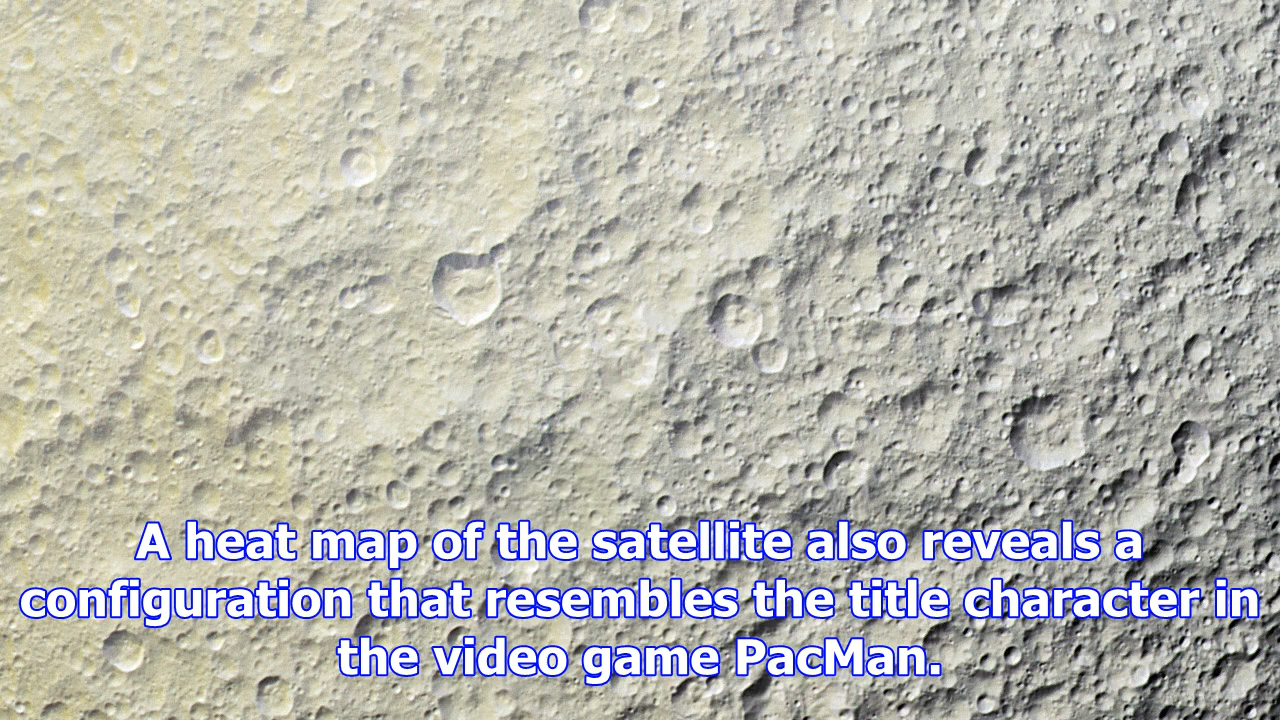 A heat map of the satellite also reveals a
configuration that resembles the title character in
the video game PacMan.